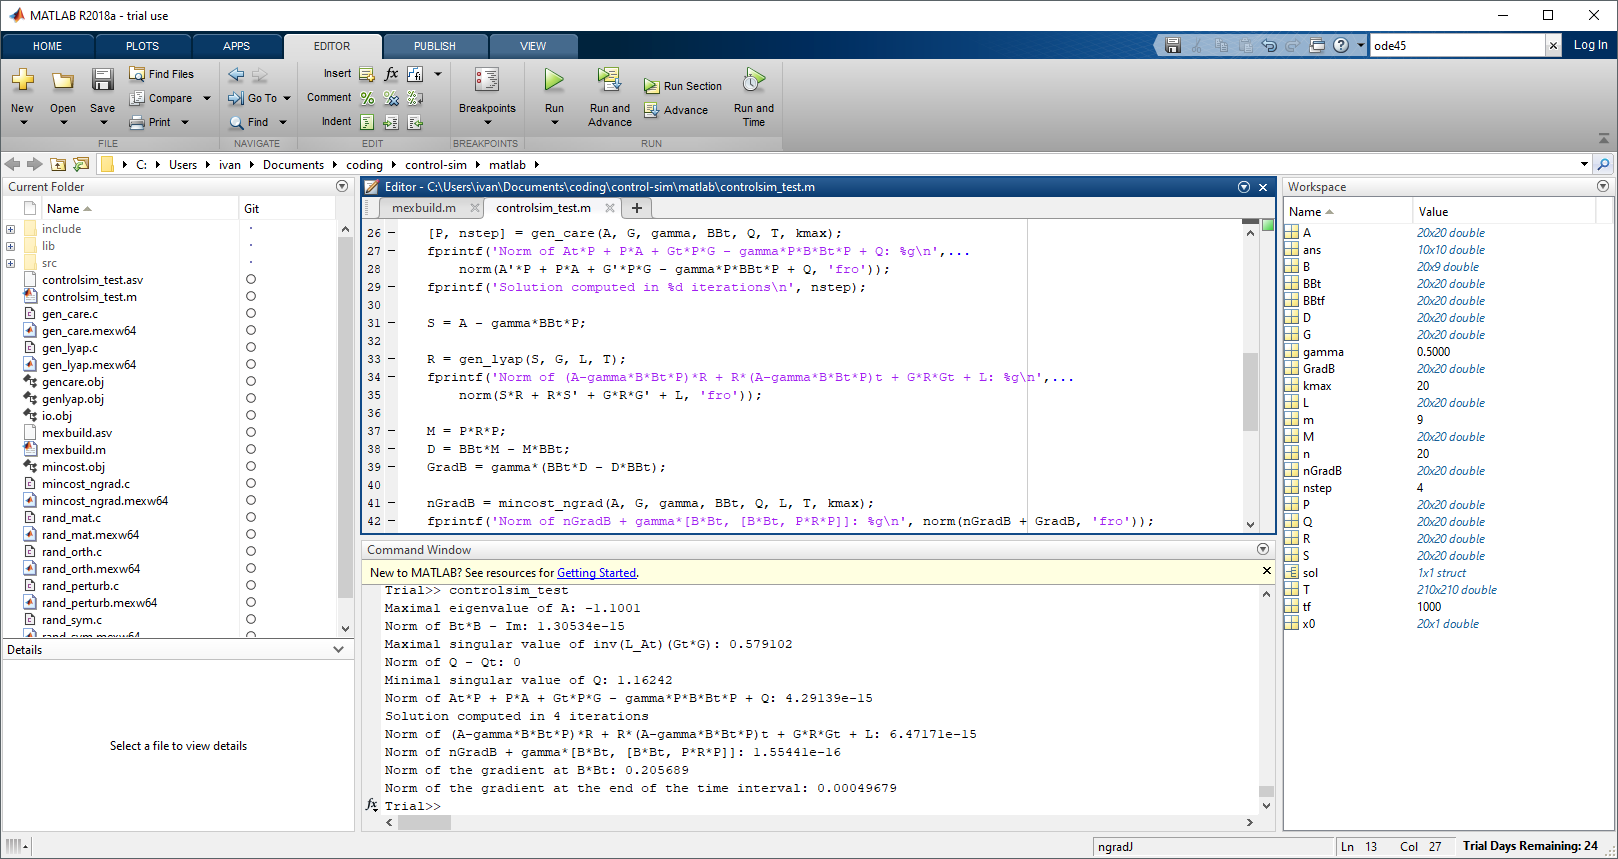 MATLAB R2018a - trial use
HOME PLOTS APPS EDITOR PUBLISH VIEW
ode45
Log In
New Open Save
Find Files
Compare
Print
Go To
Find
Insert
Comment
Indent
Breakpoints
Run
Run and Advance
Run Section
Advance
Run and Time
FILE NAVIGATE EDIT BREAKPOINTS RUN
C: Users ivan Documents coding control-sim matlab
Current Folder
Name Git
include
lib
src
controlsim_test.asv
controlsim_test.m
gen_care.c
gen_care.mexw64
gen_lyap.c
gen_lyap.mexw64
gencare.obj
genlyap.obj
io.obj
mexbuild.asv
mexbuild.m
mincost.obj
mincost_ngrad.c
mincost_ngrad.mexw64
rand_mat.c
rand_mat.mexw64
rand_orth.c
rand_orth.mexw64
rand_perturb.c
rand_perturb.mexw64
rand_sym.c
rand_sym.mexw64
Details
Select a file to view details
Editor - C:\Users\ivan\Documents\coding\control-sim\matlab\controlsim_test.m
mexbuild.m controlsim_test.m
26 – [P, nstep] = gen_care(A, G, gamma, BBt, Q, T, kmax);
27 – fprintf('Norm of At*P + P*A + Gt*P*G - gamma*P*B*Bt*P + Q: %g\n',...
28 norm(A'*P + P*A + G'*P*G - gamma*P*BBt*P + Q, 'fro'));
29 – fprintf('Solution computed in %d iterations\n', nstep);
30
31 – S = A - gamma*BBt*P;
32
33 – R = gen_lyap(S, G, L, T);
34 – fprintf('Norm of (A-gamma*B*Bt*P)*R + R*(A-gamma*B*Bt*P)t + G*R*Gt + L: %g\n',...
35 norm(S*R + R*S' + G*R*G' + L, 'fro'));
36
37 – M = P*R*P;
38 – D = BBt*M - M*BBt;
39 – GradB = gamma*(BBt*D - D*BBt);
40
41 – nGradB = mincost_ngrad(A, G, gamma, BBt, Q, L, T, kmax);
42 – fprintf('Norm of nGradB + gamma*[B*Bt, [B*Bt, P*R*P]]: %g\n', norm(nGradB + GradB, 'fro'));
Command Window
New to MATLAB? See resources for Getting Started.
Trial>> controlsim_test
Maximal eigenvalue of A: -1.1001
Norm of Bt*B - Im: 1.30534e-15
Maximal singular value of inv(L_At)(Gt*G): 0.579102
Norm of Q - Qt: 0
Minimal singular value of Q: 1.16242
Norm of At*P + P*A + Gt*P*G - gamma*P*B*Bt*P + Q: 4.29139e-15
Solution computed in 4 iterations
Norm of (A-gamma*B*Bt*P)*R + R*(A-gamma*B*Bt*P)t + G*R*Gt + L: 6.47171e-15
Norm of nGradB + gamma*[B*Bt, [B*Bt, P*R*P]]: 1.55441e-16
Norm of the gradient at B*Bt: 0.205689
Norm of the gradient at the end of the time interval: 0.00049679
fx Trial>>
Workspace
Name Value
A 20x20 double
ans 10x10 double
B 20x9 double
BBt 20x20 double
BBtf 20x20 double
D 20x20 double
G 20x20 double
gamma 0.5000
GradB 20x20 double
kmax 20
L 20x20 double
m 9
M 20x20 double
n 20
nGradB 20x20 double
nstep 4
P 20x20 double
Q 20x20 double
R 20x20 double
S 20x20 double
sol 1x1 struct
T 210x210 double
tf 1000
x0 20x1 double
ngradJ
Ln 13 Col 27
Trial Days Remaining: 24